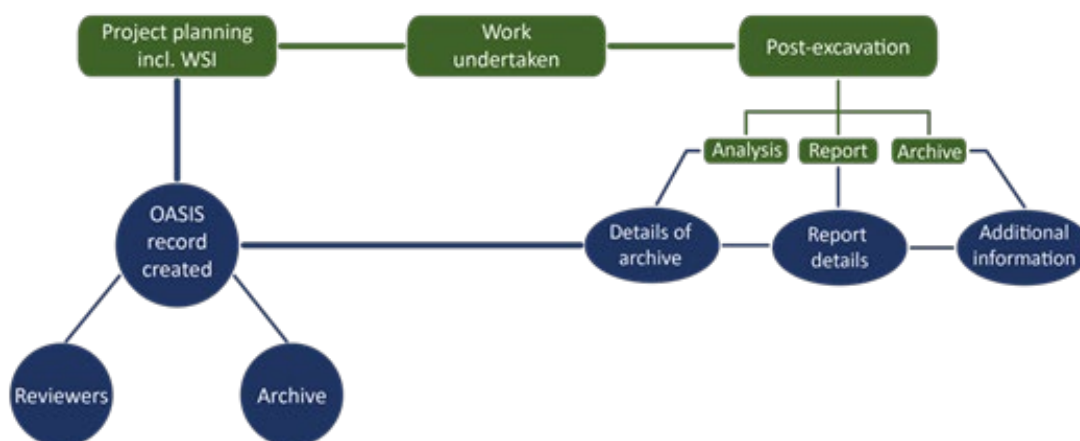 Project planning
incl. WSI
Work
undertaken
Post-excavation
Analysis
Report
Archive
OASIS
record
created
Details of
archive
Report
details
Additional
information
Reviewers
Archive